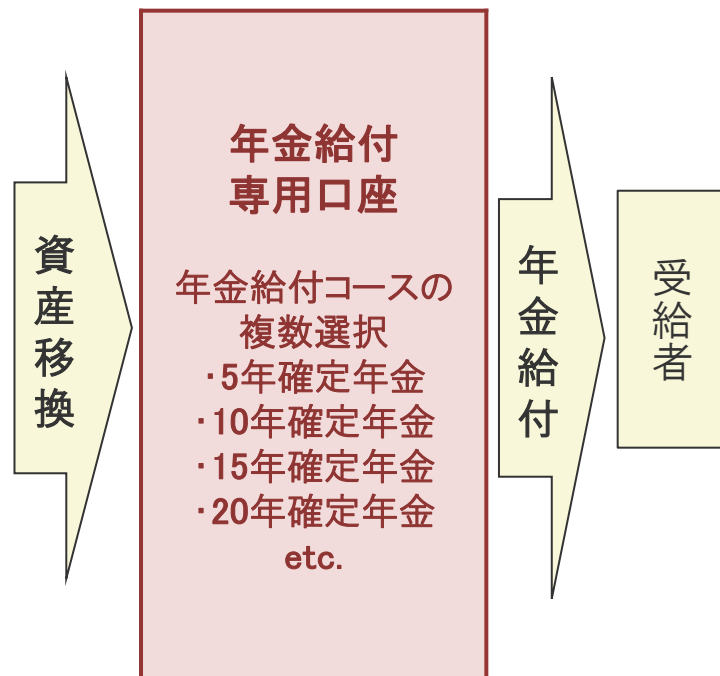 資産移換
年金給付
専用口座
年金給付コースの
複数選択
・5年確定年金
・10年確定年金
・15年確定年金
・20年確定年金
etc.
年金給付
受給者